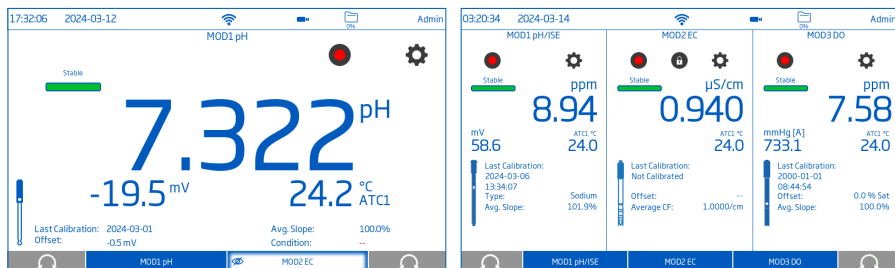 17:32:06 2024-03-12 0% Admin
MOD1 pH
Stable
7.322 pH
-19.5 mV 24.2 °C ATC1
Last Calibration: 2024-03-01 Avg. Slope: 100.0%
Offset: -0.5 mV Condition: --
MOD1 pH MOD2 EC
03:20:34 2024-03-14 0% Admin
MOD1 pH/ISE
Stable
ppm
8.94
mV ATC1 °C
58.6 24.0
Last Calibration:
2024-03-06
13:34:07
Type: Sodium
Avg. Slope: 101.9%
MOD2 EC
Stable
µS/cm
0.940
ATC1 °C
24.0
Last Calibration:
Not Calibrated
Offset: --
Average CF: 1.0000/cm
MOD3 DO
Stable
ppm
7.58
mmHg [A] ATC1 °C
733.1 24.0
Last Calibration:
2000-01-01
08:44:54
Offset: 0.0 % Sat
Avg. Slope: 100.0%
MOD1 pH/ISE MOD2 EC MOD3 DO